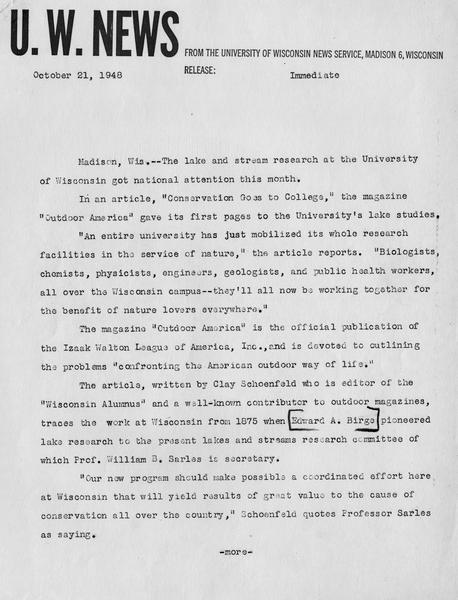 U. W. NEWS FROM THE UNIVERSITY OF WISCONSIN NEWS SERVICE, MADISON 6, WISCONSIN
October 21, 1948 RELEASE: Immediate
Madison, Wis.--The lake and stream research at the University
of Wisconsin got national attention this month.
In an article, "Conservation Goes to College," the magazine
"Outdoor America" gave its first pages to the University's lake studies.
"An entire university has just mobilized its whole research
facilities in the service of nature," the article reports. "Biologists,
chemists, physicists, engineers, geologists, and public health workers,
all over the Wisconsin campus--they'll all now be working together for
the benefit of nature lovers everywhere."
The magazine "Outdoor America" is the official publication of
the Izaak Walton League of America, Inc.,and is devoted to outlining
the problems "confronting the American outdoor way of life."
The article, written by Clay Schoenfeld who is editor of the
"Wisconsin Alumnus" and a well-known contributor to outdoor magazines,
traces the work at Wisconsin from 1875 when Edward A. Birge pioneered
lake research to the present lakes and streams research committee of
which Prof. William B. Sarles is secretary.
"Our new program should make possible a coordinated effort here
at Wisconsin that will yield results of great value to the cause of
conservation all over the country," Schoenfeld quotes Professor Sarles
as saying.
-more-